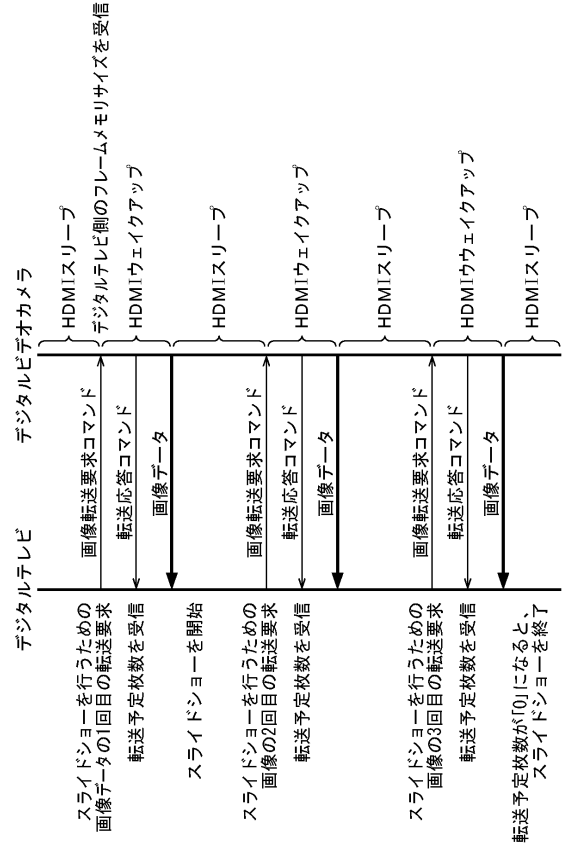 デジタルテレビ
デジタルビデオカメラ
HDMIスリープ
スライドショーを行うための
画像データの1回目の転送要求
画像転送要求コマンド
デジタルテレビ側のフレームメモリサイズを受信
HDMIウェイクアップ
転送予定枚数を受信
転送応答コマンド
画像データ
スライドショーを開始
HDMIスリープ
スライドショーを行うための
画像の2回目の転送要求
画像転送要求コマンド
HDMIウェイクアップ
転送予定枚数を受信
転送応答コマンド
画像データ
HDMIスリープ
スライドショーを行うための
画像の3回目の転送要求
画像転送要求コマンド
HDMIウウェイクアップ
転送予定枚数を受信
転送応答コマンド
画像データ
HDMIスリープ
転送予定枚数が「0」になると、
スライドショーを終了